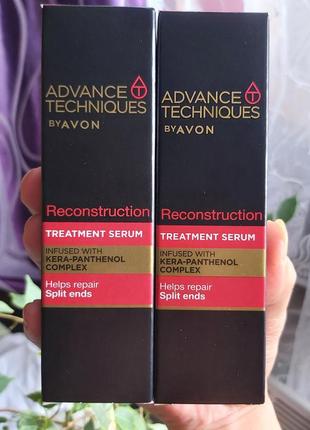 ADVANCE
TECHNIQUES
BY AVON
Reconstruction
TREATMENT SERUM
INFUSED WITH
KERA-PANTHENOL
COMPLEX
Helps repair
Split ends
ADVANCE
TECHNIQUES
BY AVON
Reconstruction
TREATMENT SERUM
INFUSED WITH
KERA-PANTHENOL
COMPLEX
Helps repair
Split ends